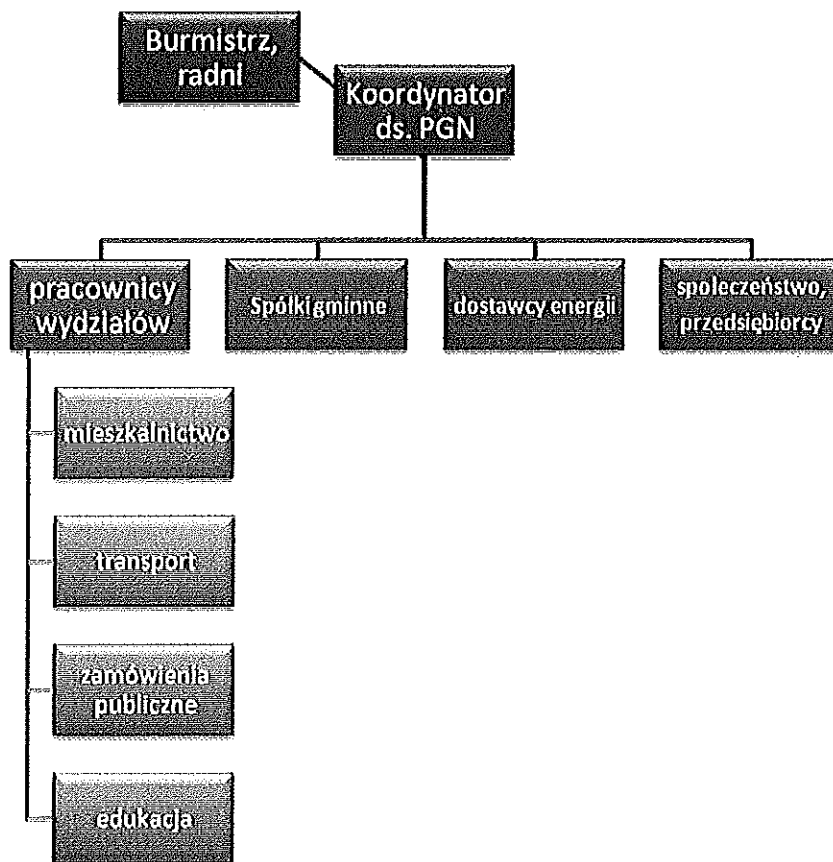 Burmistrz,
radni
Koordynator
ds. PGN
pracownicy
wydziałów
Spółki gminne
dostawcy energii
społeczeństwo,
przedsiębiorcy
mieszkalnictwo
transport
zamówienia
publiczne
edukacja